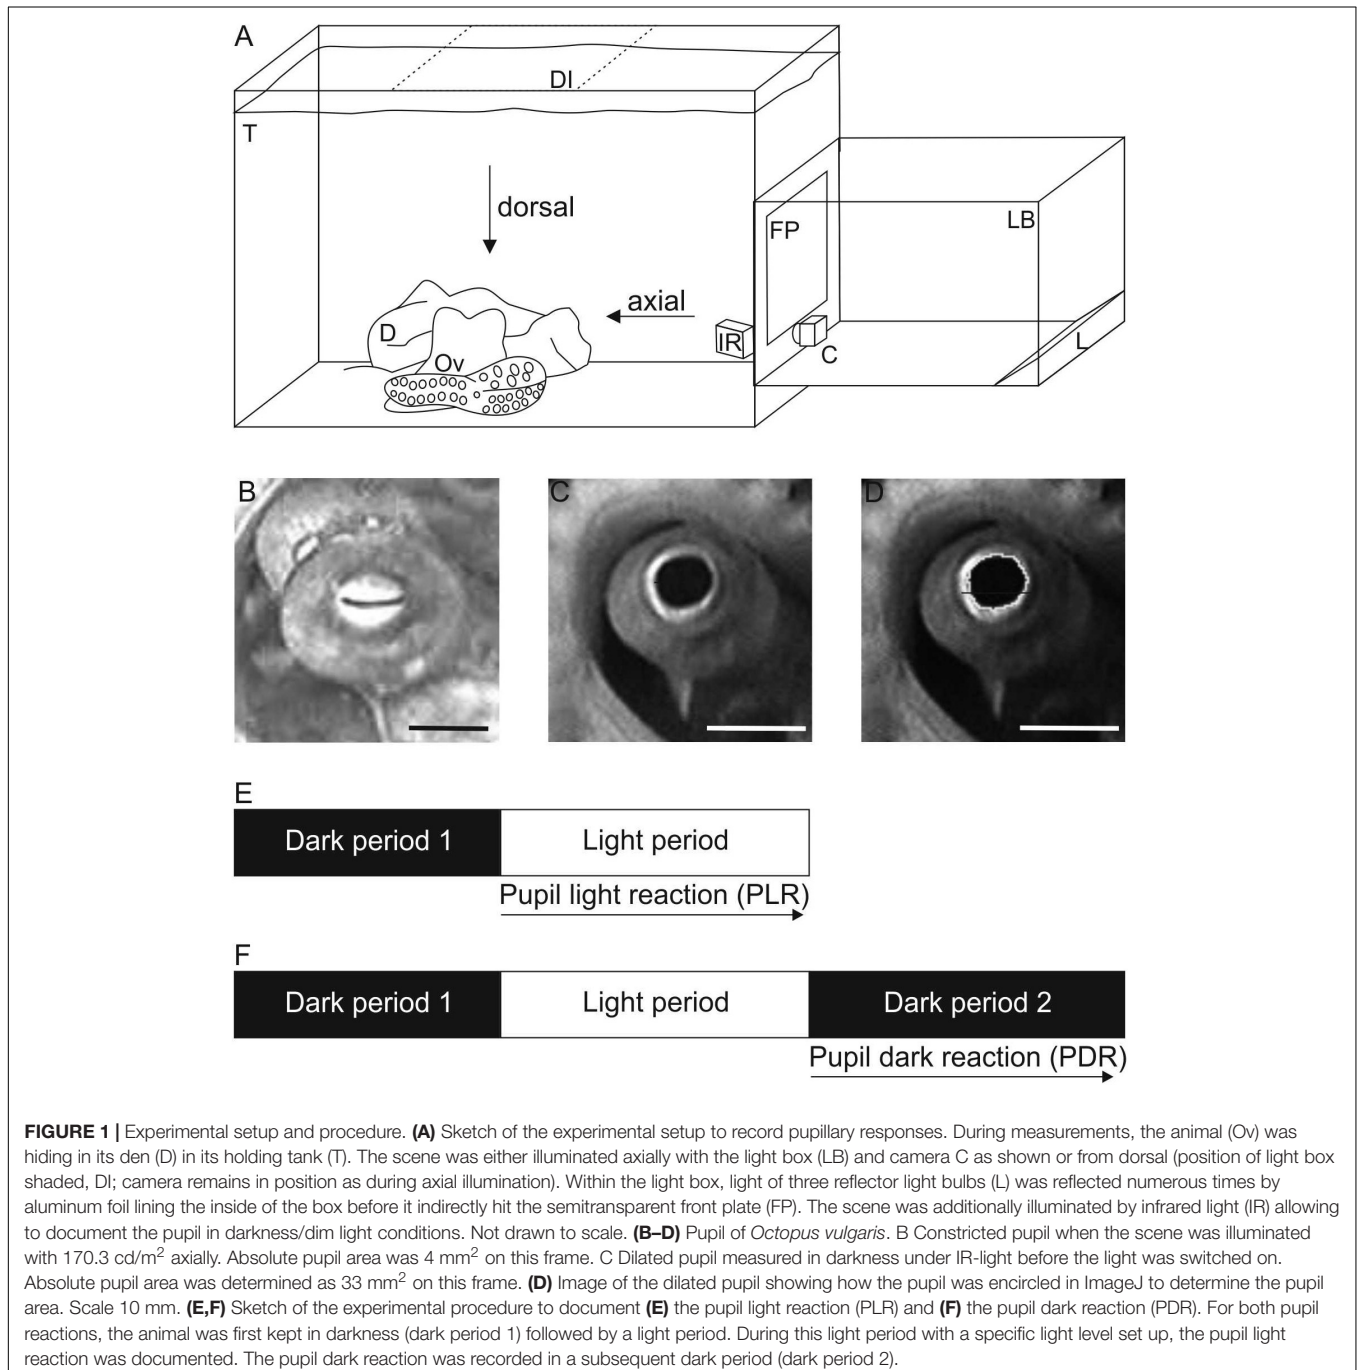 A
DI
T
dorsal
FP
LB
axial
D
IR
C
L
Ov
B
C
D
E
Dark period 1 Light period
Pupil light reaction (PLR)
F
Dark period 1 Light period Dark period 2
Pupil dark reaction (PDR)
FIGURE 1 | Experimental setup and procedure. (A) Sketch of the experimental setup to record pupillary responses. During measurements, the animal (Ov) was
hiding in its den (D) in its holding tank (T). The scene was either illuminated axially with the light box (LB) and camera C as shown or from dorsal (position of light box
shaded, DI; camera remains in position as during axial illumination). Within the light box, light of three reflector light bulbs (L) was reflected numerous times by
aluminum foil lining the inside of the box before it indirectly hit the semitransparent front plate (FP). The scene was additionally illuminated by infrared light (IR) allowing
to document the pupil in darkness/dim light conditions. Not drawn to scale. (B–D) Pupil of Octopus vulgaris. B Constricted pupil when the scene was illuminated
with 170.3 cd/m² axially. Absolute pupil area was 4 mm² on this frame. C Dilated pupil measured in darkness under IR-light before the light was switched on.
Absolute pupil area was determined as 33 mm² on this frame. (D) Image of the dilated pupil showing how the pupil was encircled in ImageJ to determine the pupil
area. Scale 10 mm. (E,F) Sketch of the experimental procedure to document (E) the pupil light reaction (PLR) and (F) the pupil dark reaction (PDR). For both pupil
reactions, the animal was first kept in darkness (dark period 1) followed by a light period. During this light period with a specific light level set up, the pupil light
reaction was documented. The pupil dark reaction was recorded in a subsequent dark period (dark period 2).